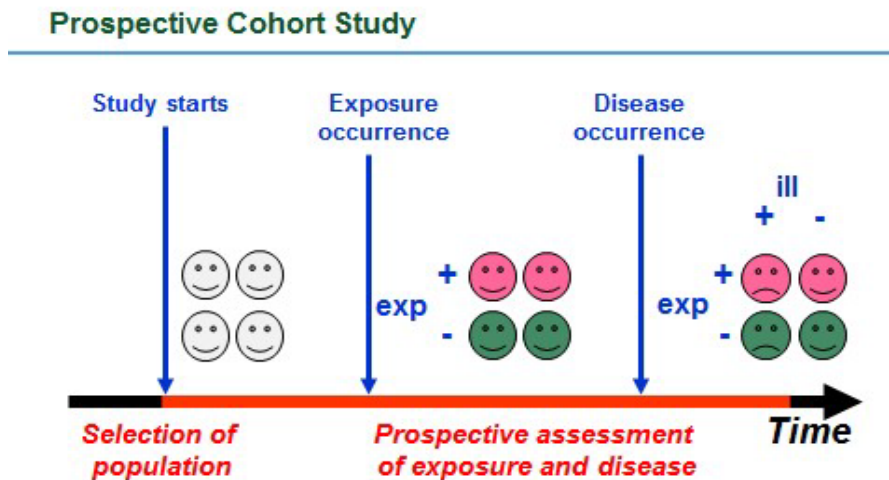 Prospective Cohort Study
Study starts
Exposure
occurrence
Disease
occurrence
ill
+ -
+
exp
-
+
exp
-
Time
Selection of
population
Prospective assessment
of exposure and disease